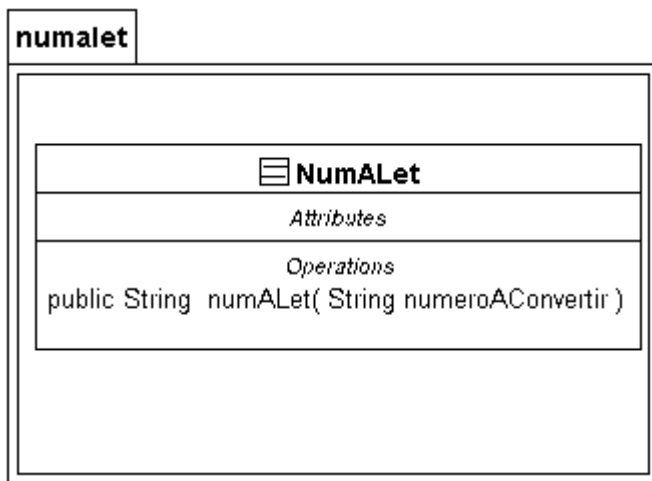 numalet
NumALet
Attributes
Operations
public String numALet( String numeroAConvertir )